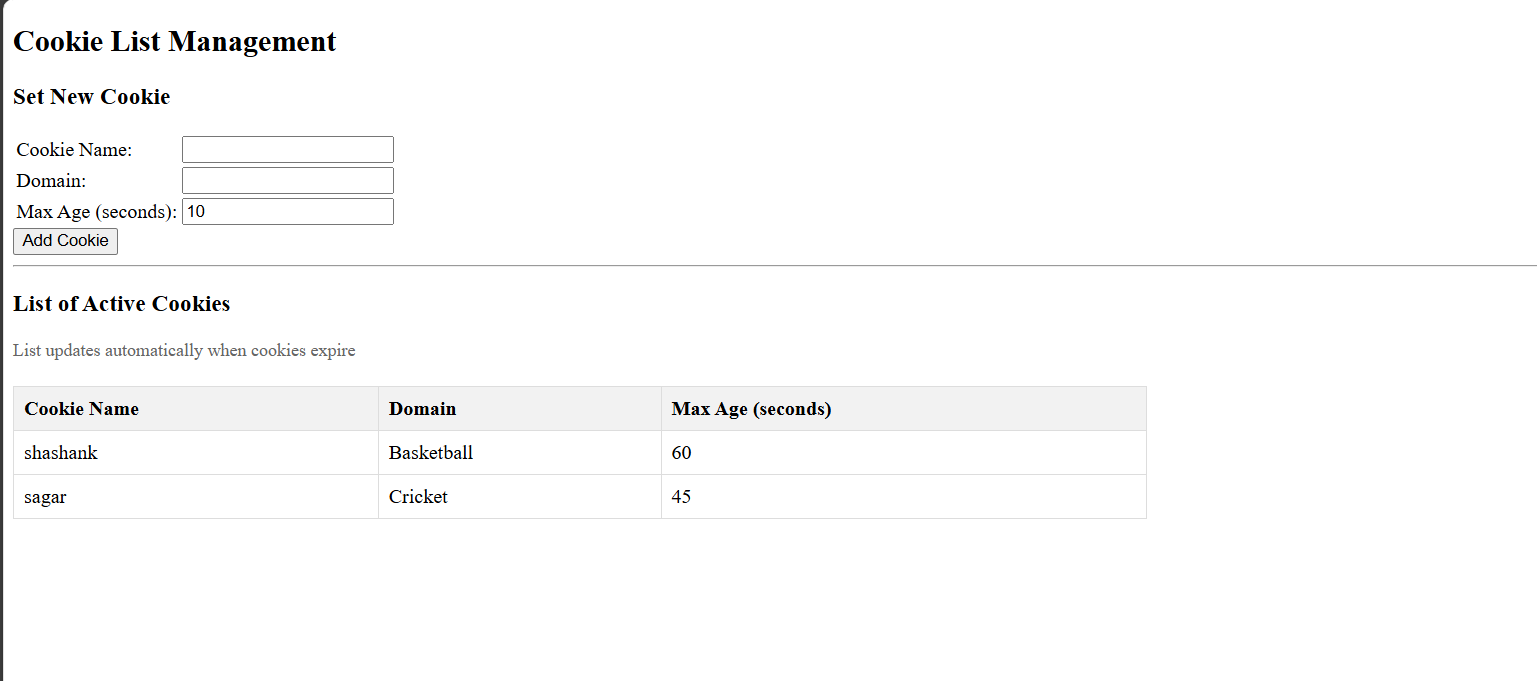 Cookie List Management
Set New Cookie
Cookie Name:
Domain:
Max Age (seconds): 10
Add Cookie
List of Active Cookies
List updates automatically when cookies expire
Cookie Name Domain Max Age (seconds)
shashank Basketball 60
sagar Cricket 45